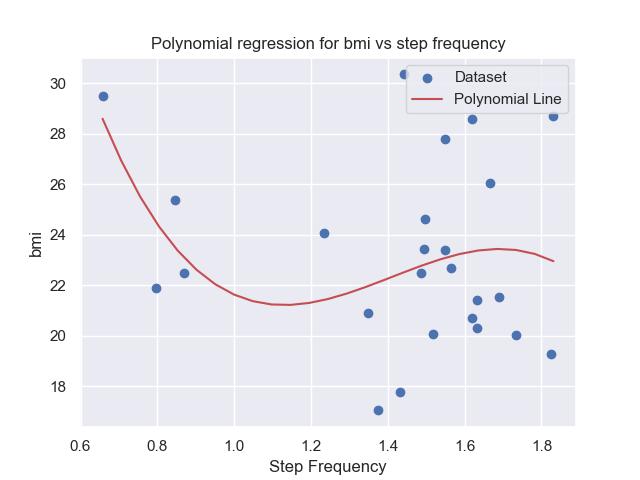 Polynomial regression for bmi vs step frequency
Dataset
Polynomial Line
30
28
26
24
22
20
18
bmi
0.6 0.8 1.0 1.2 1.4 1.6 1.8
Step Frequency